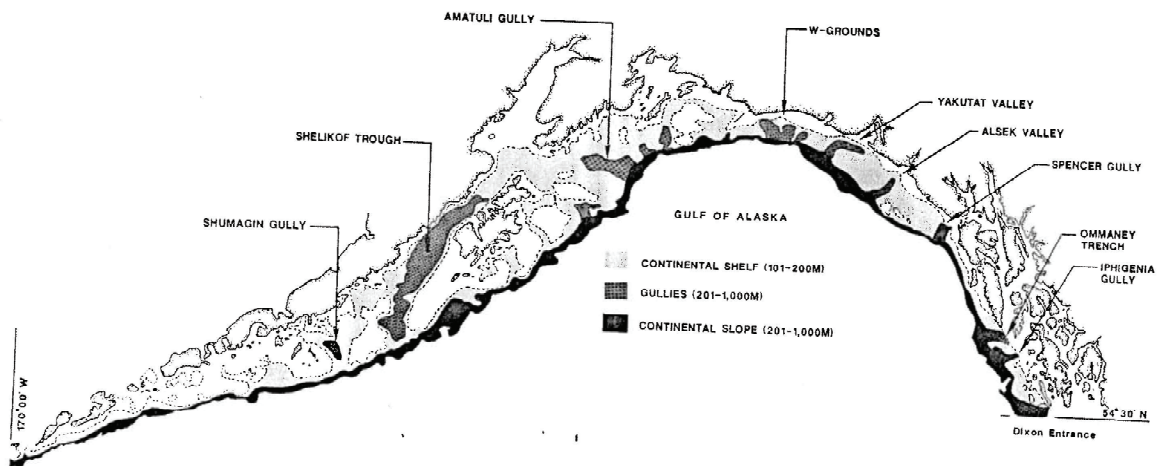 AMATULI GULLY
W-GROUNDS
YAKUTAT VALLEY
ALSEK VALLEY
SHELIKOF TROUGH
SPENCER GULLY
SHUMAGIN GULLY
GULF OF ALASKA
OMMANEY
TRENCH
IPHIGENIA
GULLY
CONTINENTAL SHELF (101-200M)
GULLIES (201-1,000M)
CONTINENTAL SLOPE (201-1,000M)
170°00' W
54°30' N
Dixon Entrance